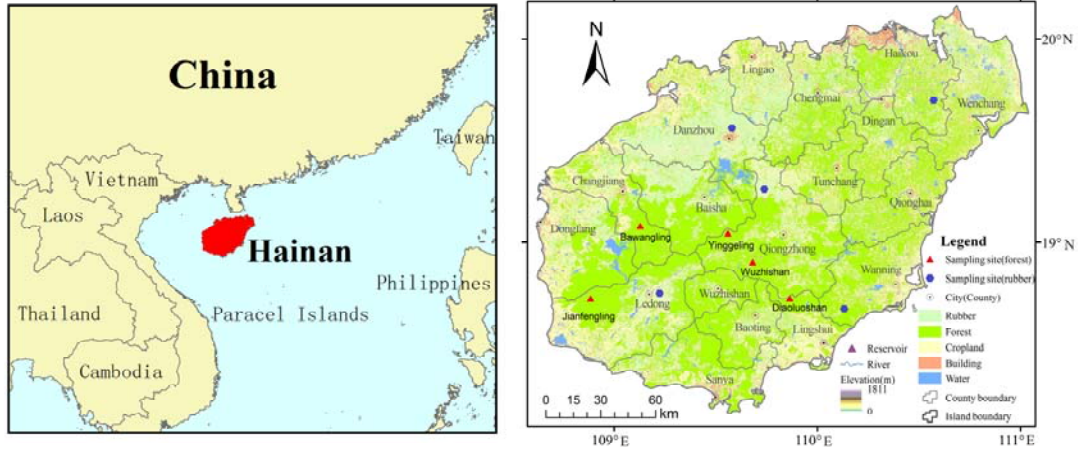 China
Taiwan
Vietnam
Laos
Hainan
Philippines
Thailand
Paracel Islands
Cambodia
N
20°N
Haikou
Lingao
Chengmai
Wenchang
Dingan
Danzhou
Changjiang
Tunchang
Baisha
Qionghai
Dongfang
Bawangling
Yinggeling
Qiongzhong
19°N
Wuzhishan
Wanning
Ledong
Wuzhishan
Diaoluoshan
Jianfengling
Baoting
Lingshui
Sanya
Legend
Sampling site(forest)
Sampling site(rubber)
City(County)
Rubber
Forest
Cropland
Building
Water
County boundary
Island boundary
Reservoir
River
Elevation(m)
1811
0
0 15 30 60
km
109°E
110°E
111°E